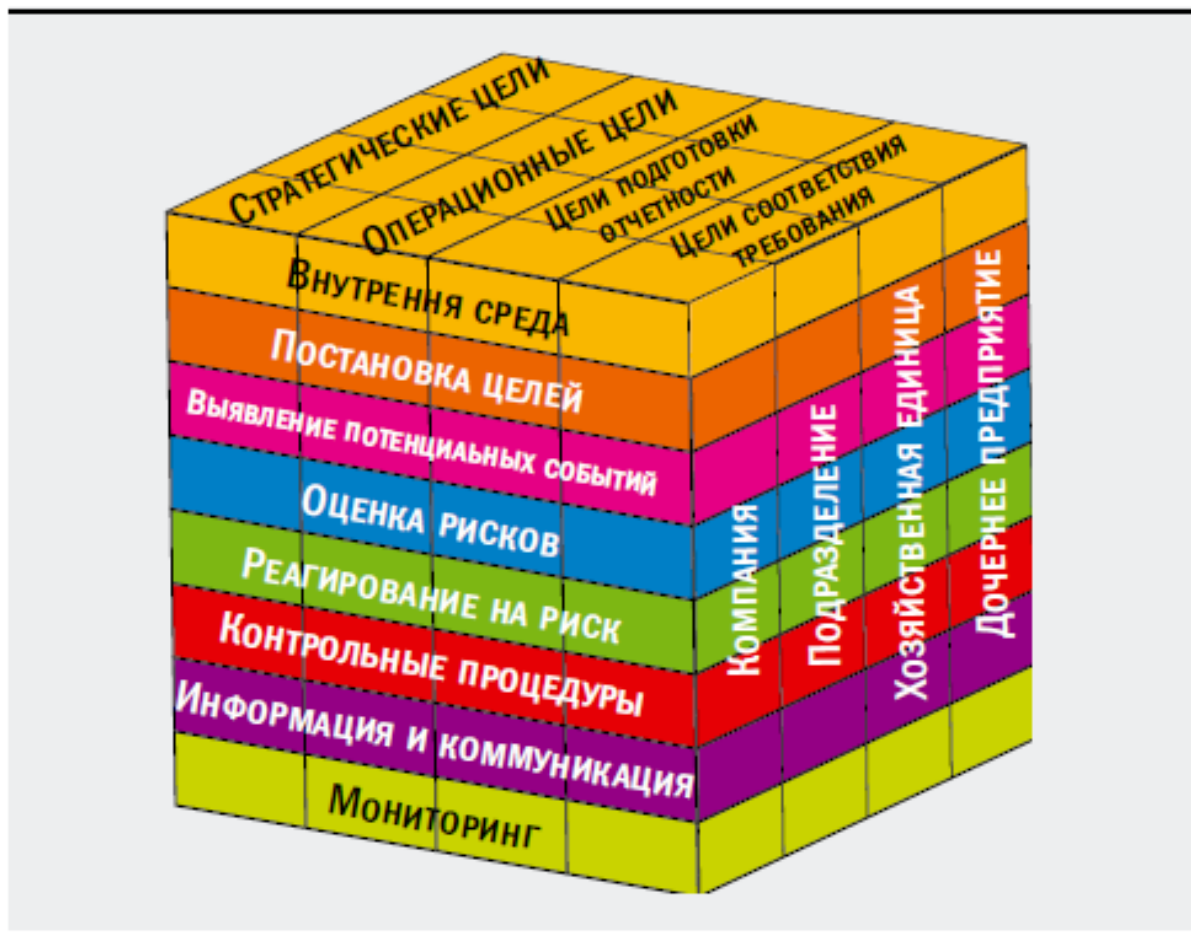 Стратегические цели
Операционные цели
Цели подготовки
отчетности
Цели соответствия
требования
Внутрення среда
Постановка целей
Выявление потенциальных событий
Оценка рисков
Реагирование на риск
Контрольные процедуры
Информация и коммуникация
Мониторинг
Компания
Подразделение
Хозяйственная единица
Дочернее предприятие